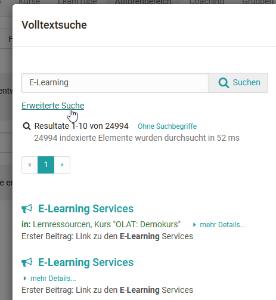 Kurse
Autorenbereich
Coaching
Gruppen
Volltextsuche
E-Learning
Suchen
Erweiterte Suche
Resultate 1-10 von 24994 Ohne Suchbegriffe
24994 indexierte Elemente wurden durchsucht in 52 ms
« 1 »
E-Learning Services
in: Lernressourcen, Kurs "OLAT: Demokurs" mehr Details...
Erster Beitrag: Link zu den E-Learning Services
E-Learning Services
mehr Details...
Erster Beitrag: Link zu den E-Learning Services